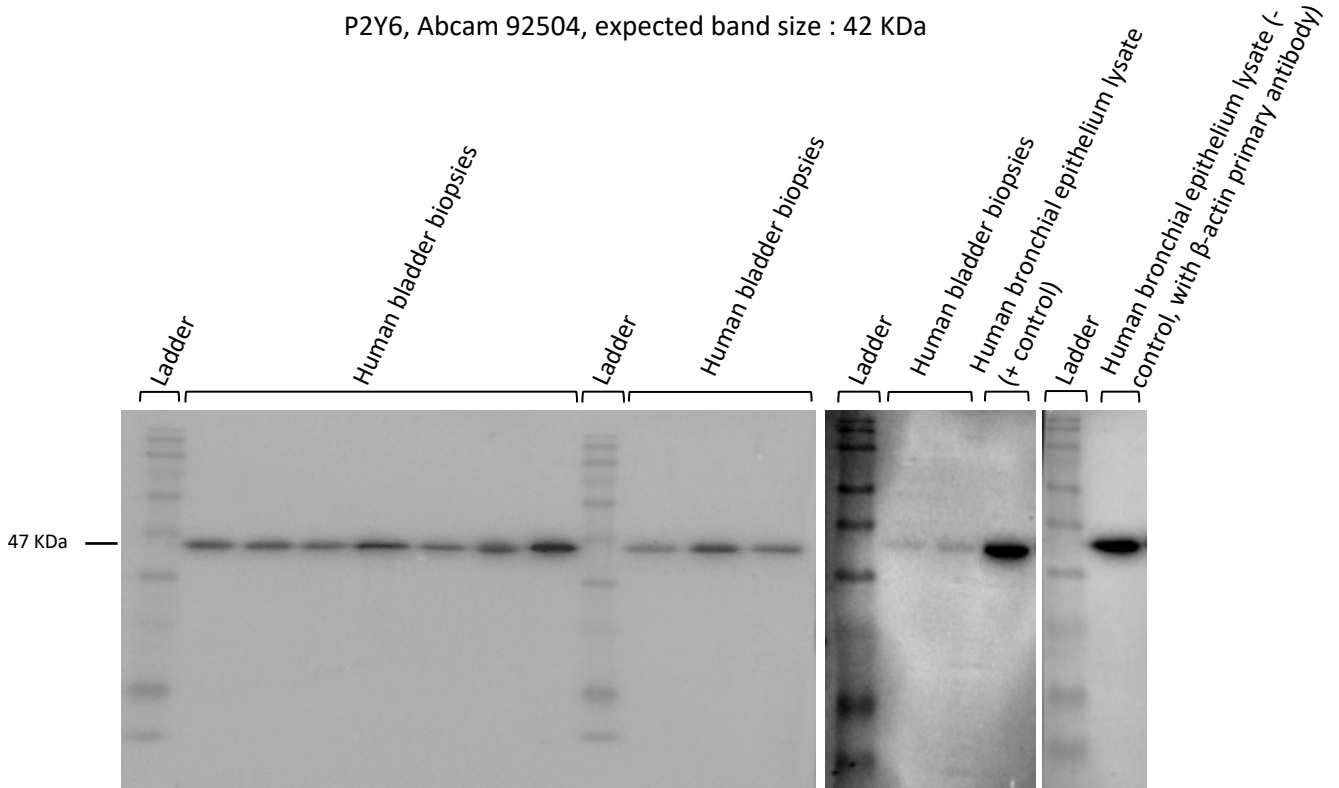 P2Y6, Abcam 92504, expected band size : 42 KDa
Ladder
Human bladder biopsies
Ladder
Human bladder biopsies
Ladder
Human bladder biopsies
Human bronchial epithelium lysate
(+ control)
Ladder
Human bronchial epithelium lysate (-
control, with β-actin primary antibody)
47 KDa